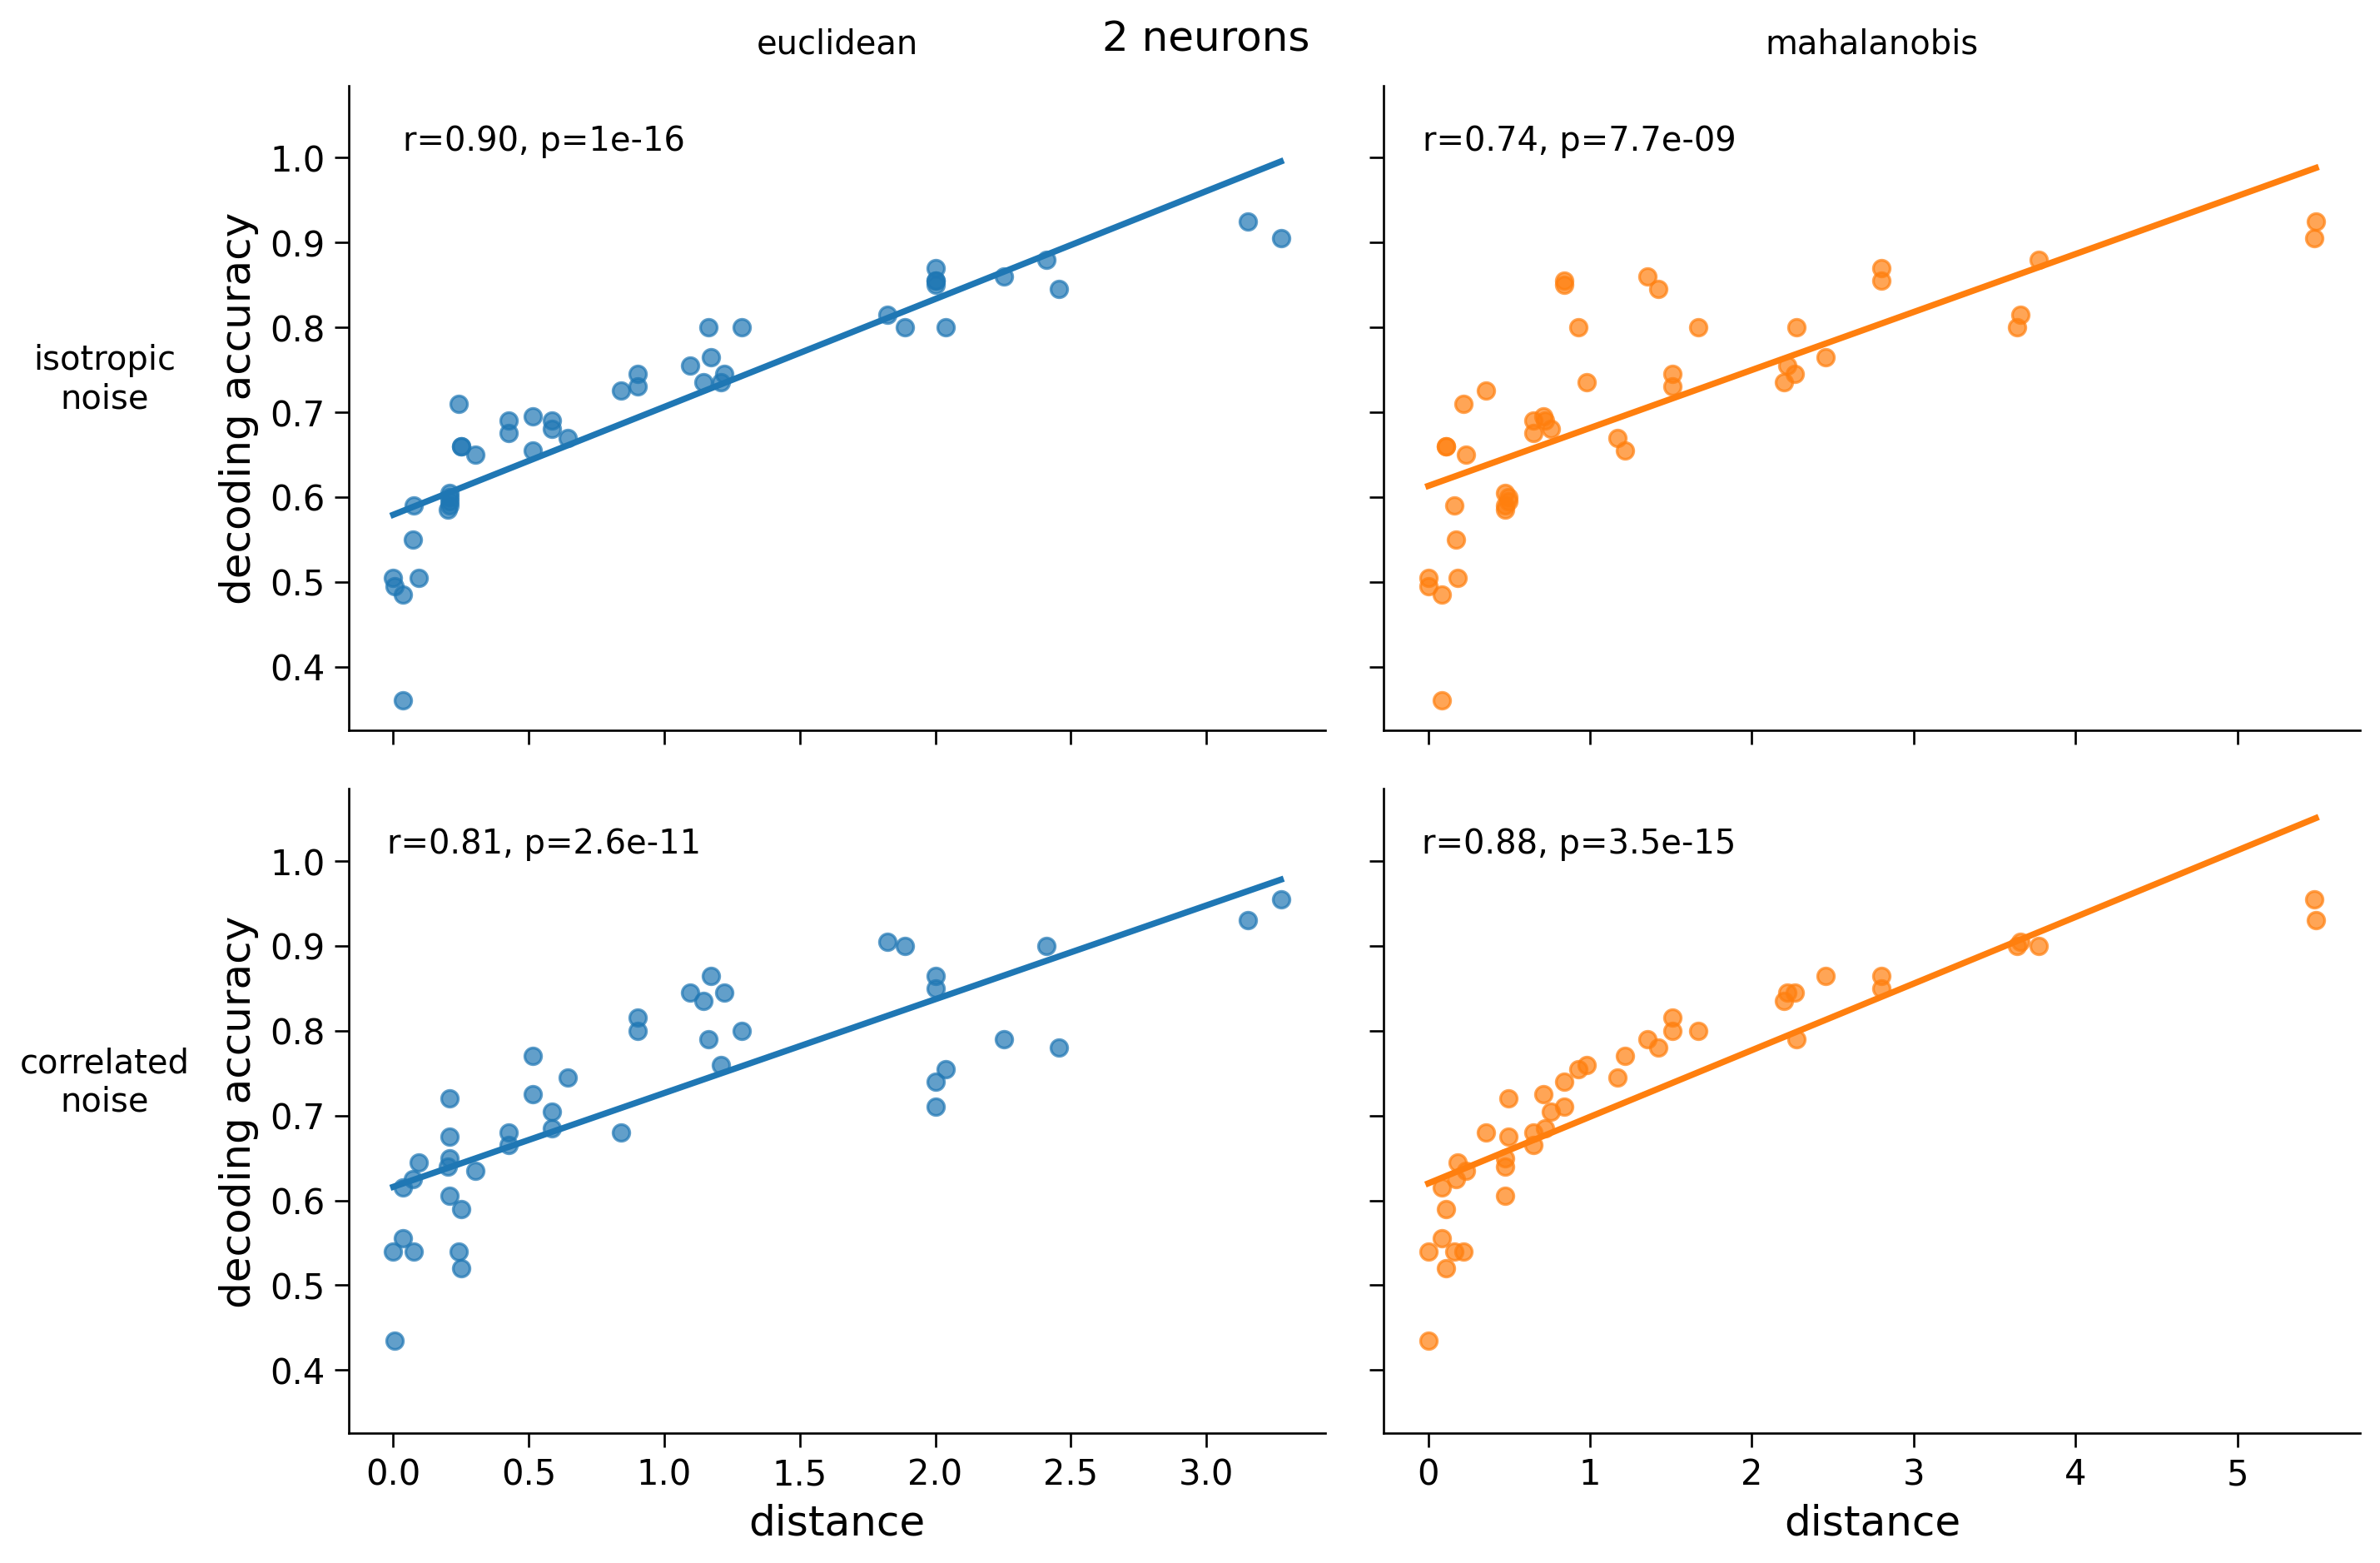 2 neurons
euclidean
mahalanobis
isotropic
noise
decoding accuracy
1.0
0.9
0.8
0.7
0.6
0.5
0.4
r=0.90, p=1e-16
r=0.74, p=7.7e-09
correlated
noise
decoding accuracy
1.0
0.9
0.8
0.7
0.6
0.5
0.4
r=0.81, p=2.6e-11
0.0 0.5 1.0 1.5 2.0 2.5 3.0
distance
r=0.88, p=3.5e-15
0 1 2 3 4 5
distance